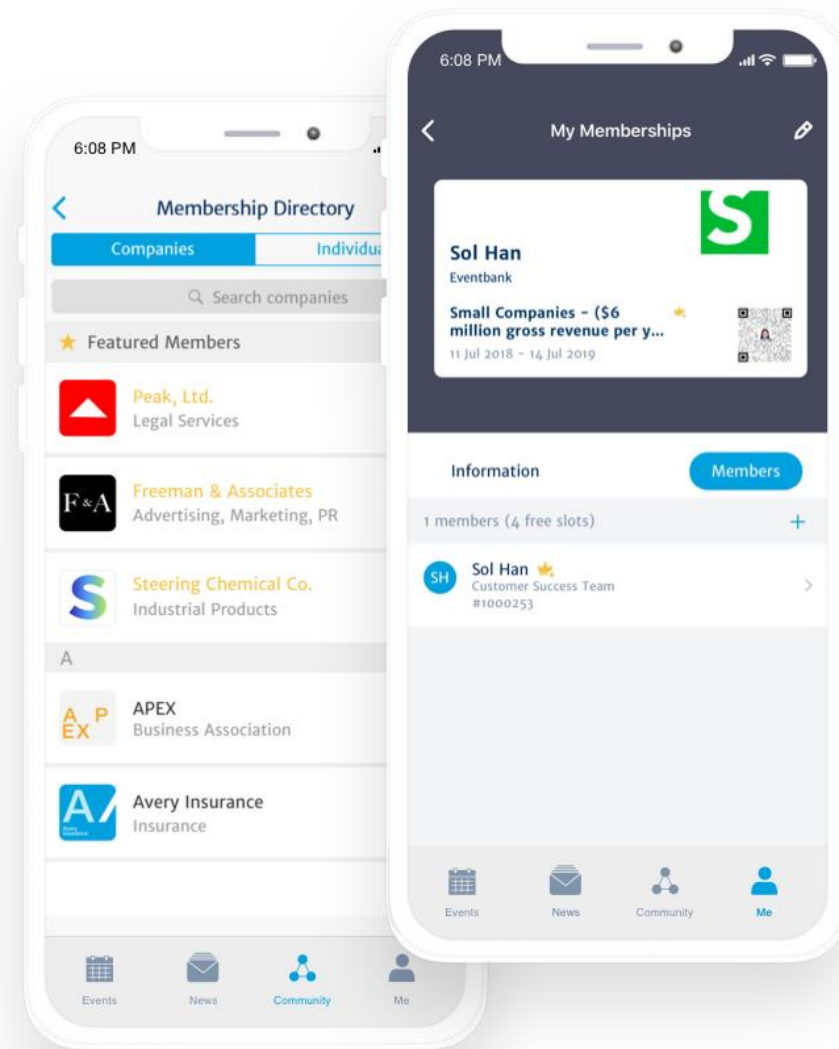 6:08 PM
Membership Directory
Companies
Search companies
Featured Members
Peak, Ltd.
Legal Services
F&A
Freeman & Associates
Advertising, Marketing, PR
S
Steering Chemical Co.
Industrial Products
A
A P
EX
APEX
Business Association
A
Avery Insurance
Insurance
Events
News
Community
Me
6:08 PM
My Memberships
S
Sol Han
Eventbank
Small Companies - ($6
million gross revenue per y...
11 Jul 2018 - 14 Jul 2019
Information
Members
1 members (4 free slots)
+
SH
Sol Han
Customer Success Team
#1000253
Events
News
Community
Me